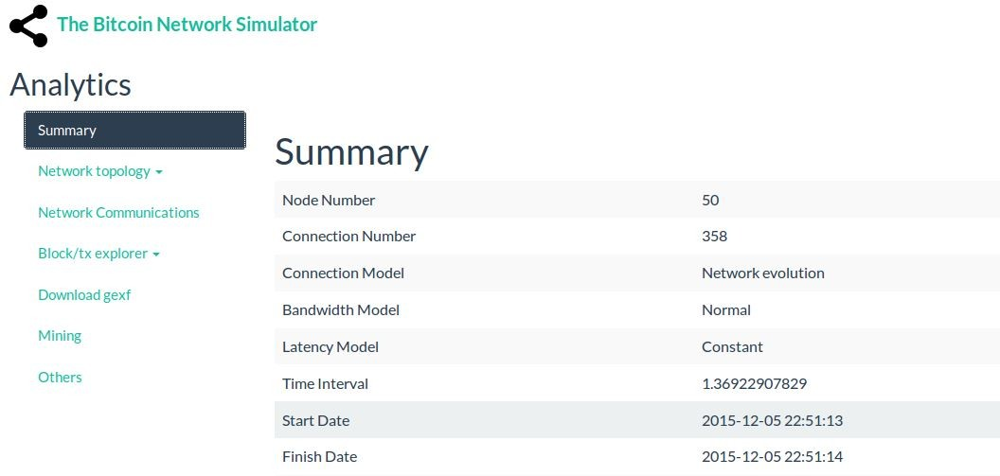 The Bitcoin Network Simulator
Analytics
Summary
Network topology
Network Communications
Block/tx explorer
Download gexf
Mining
Others
Summary
Node Number 50
Connection Number 358
Connection Model Network evolution
Bandwidth Model Normal
Latency Model Constant
Time Interval 1.36922907829
Start Date 2015-12-05 22:51:13
Finish Date 2015-12-05 22:51:14